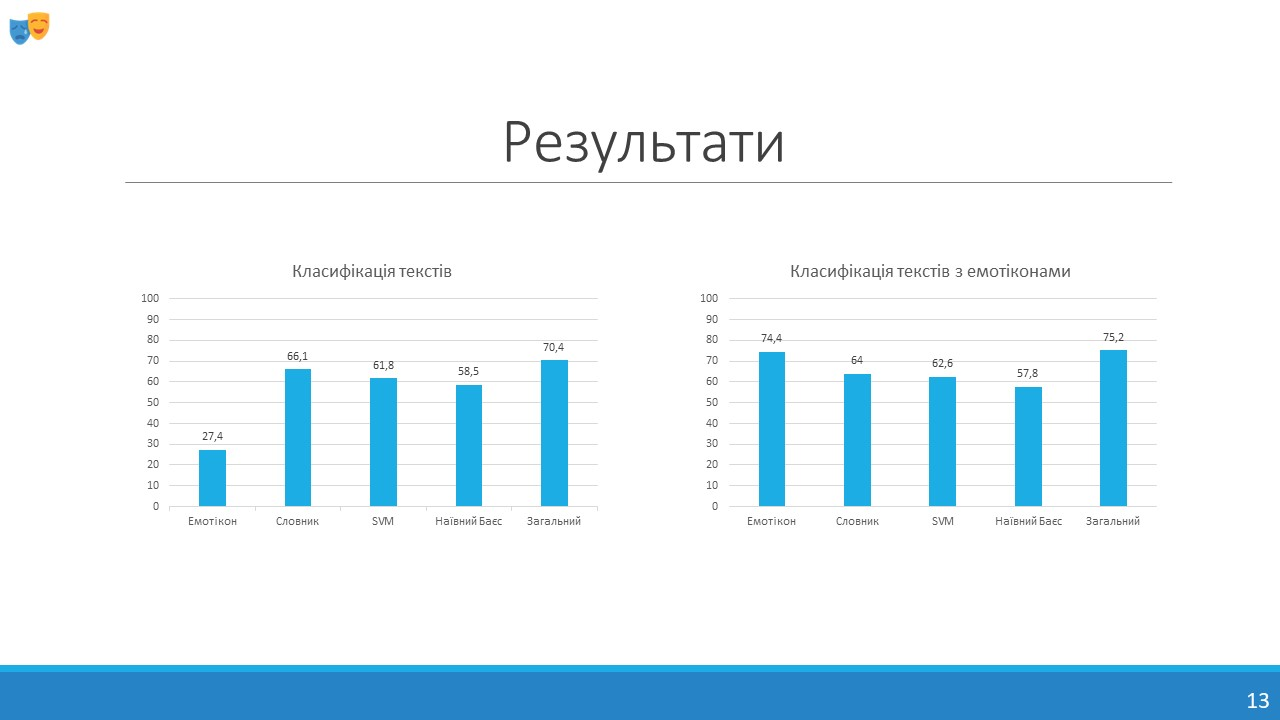 Результати
Класифікація текстів
100
90
80
70
60
50
40
30
20
10
0
27,4
66,1
61,8
58,5
70,4
Емотікон
Словник
SVM
Наївний Баєс
Загальний
Класифікація текстів з емотіконами
100
90
80
70
60
50
40
30
20
10
0
74,4
64
62,6
57,8
75,2
Емотікон
Словник
SVM
Наївний Баєс
Загальний
13